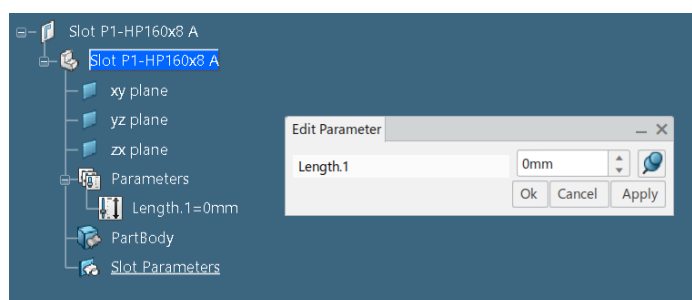 Slot P1-HP160x8 A
Slot P1-HP160x8 A
xy plane
yz plane
zx plane
Parameters
Length.1=0mm
PartBody
Slot Parameters
Edit Parameter
Length.1
0mm
Ok Cancel Apply